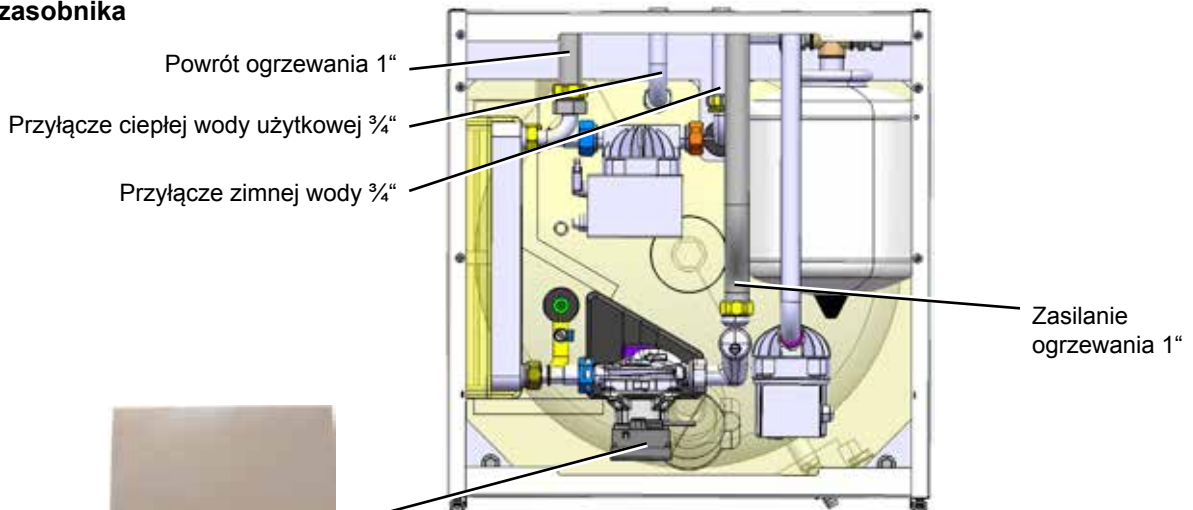 zasobnika
Powrót ogrzewania 1“
Przyłącze ciepłej wody użytkowej ¾“
Przyłącze zimnej wody ¾“
Zasilanie
ogrzewania 1“